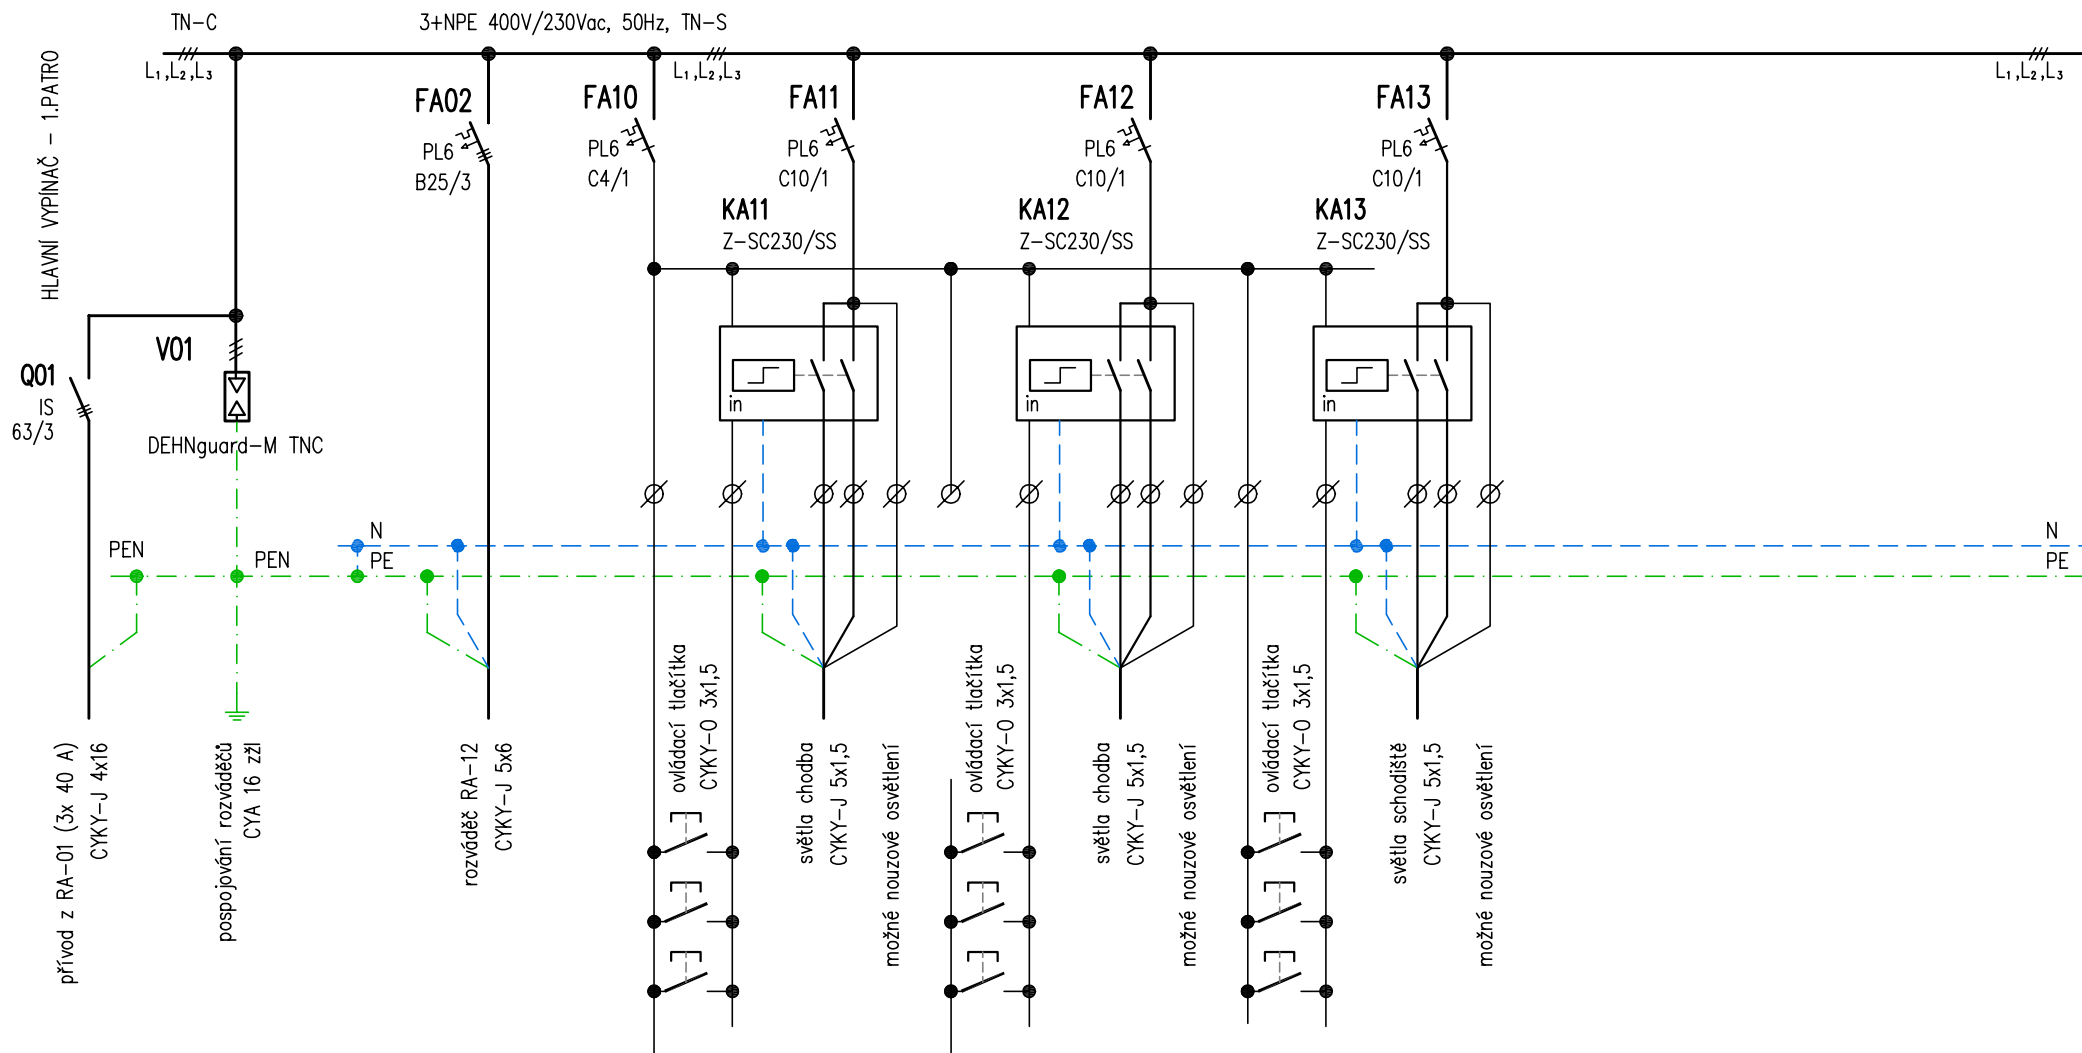 TN-C
3+NPE 400V/230Vac, 50Hz, TN-S
L1,L2,L3
L1,L2,L3
L1,L2,L3
HLAVNÍ VYPÍNAČ - 1.PATRO
FA02
PL6
B25/3
FA10
PL6
C4/1
FA11
PL6
C10/1
FA12
PL6
C10/1
FA13
PL6
C10/1
KA11
Z-SC230/SS
KA12
Z-SC230/SS
KA13
Z-SC230/SS
V01
Q01
IS
63/3
DEHNguard-M TNC
in
in
in
PEN
PEN
N
PE
N
PE
přívod z RA-01 (3x 40 A)
CYKY-J 4x16
pospojování rozváděčů
CYA 16 zžl
rozváděč RA-12
CYKY-J 5x6
ovládací tlačítka
CYKY-O 3x1,5
světla chodba
CYKY-J 5x1,5
možné nouzové osvětlení
ovládací tlačítka
CYKY-O 3x1,5
světla chodba
CYKY-J 5x1,5
možné nouzové osvětlení
ovládací tlačítka
CYKY-O 3x1,5
světla schodiště
CYKY-J 5x1,5
možné nouzové osvětlení